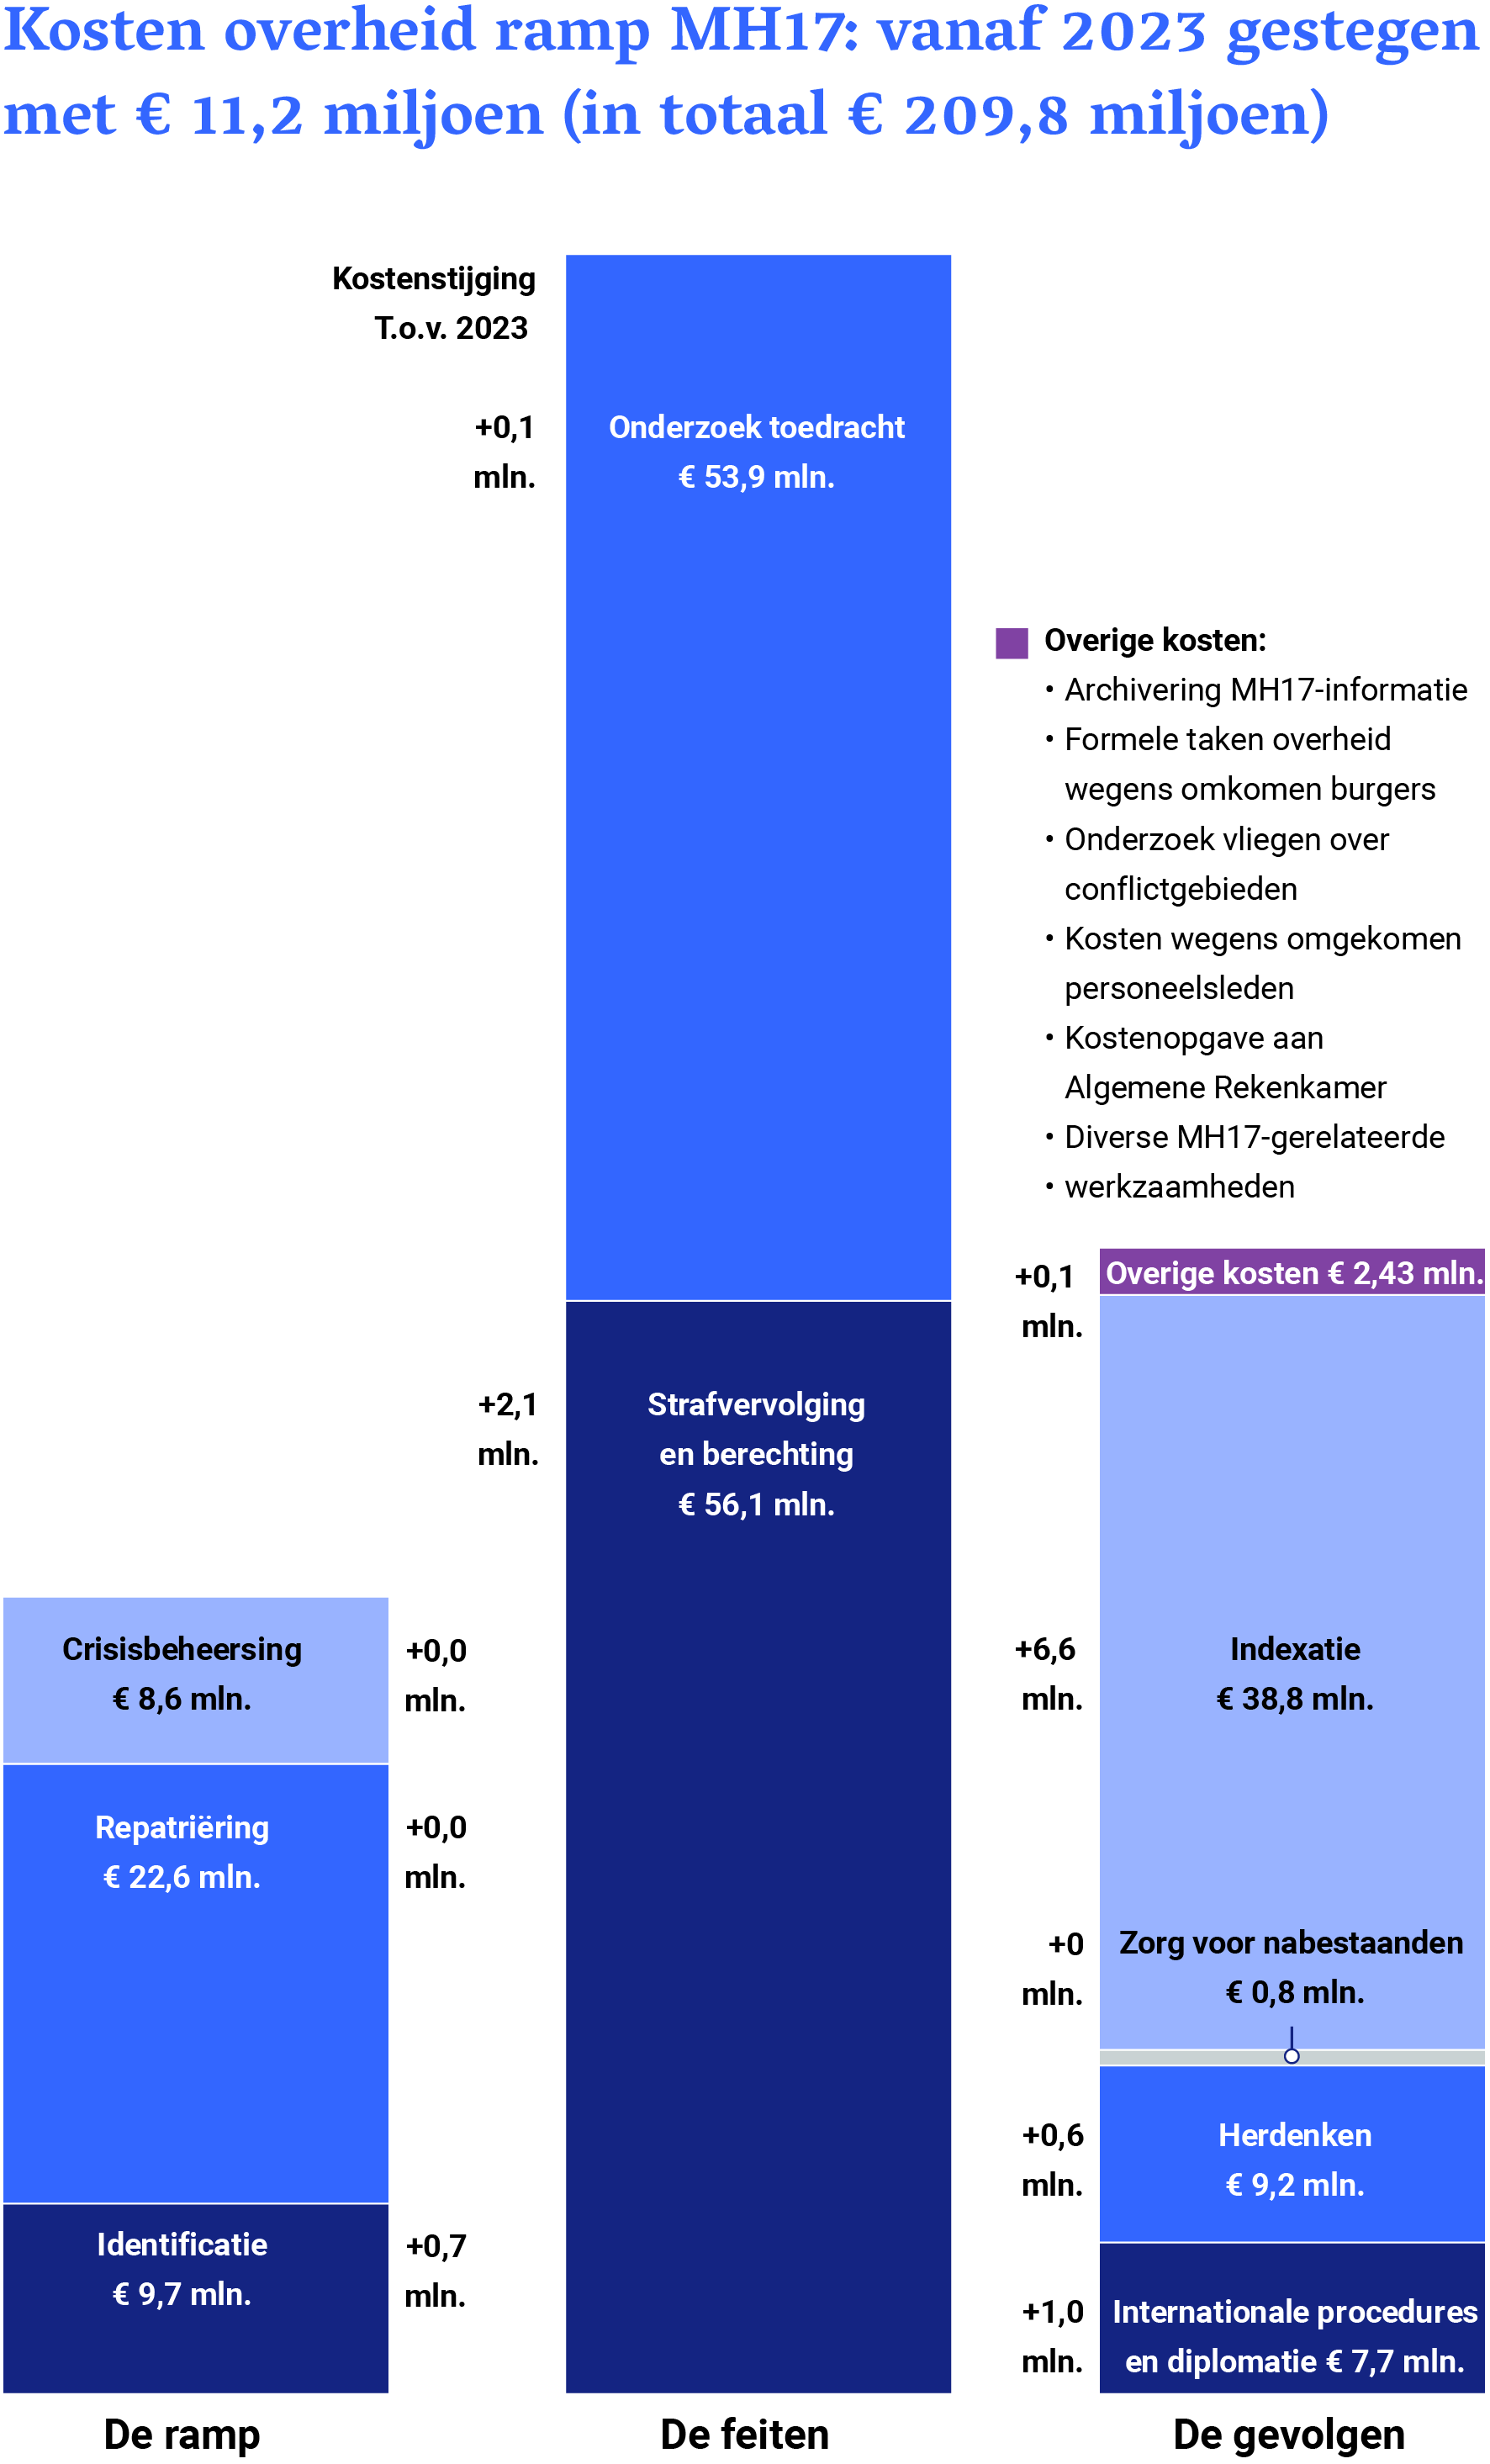 Kosten overheid ramp MH17: vanaf 2023 gestegen
met € 11,2 miljoen (in totaal € 209,8 miljoen)
Kostenstijging
T.o.v. 2023
+0,1
mln.
Onderzoek toedracht
€ 53,9 mln.
Overige kosten:
• Archivering MH17-informatie
• Formele taken overheid
wegens omkomen burgers
• Onderzoek vliegen over
conflictgebieden
• Kosten wegens omgekomen
personeelsleden
• Kostenopgave aan
Algemene Rekenkamer
• Diverse MH17-gerelateerde
• werkzaamheden
+0,1
mln.
Overige kosten € 2,43 mln.
+2,1
mln.
Strafvervolging
en berechting
€ 56,1 mln.
Crisisbeheersing
€ 8,6 mln.
+0,0
mln.
+6,6
mln.
Indexatie
€ 38,8 mln.
Repatriëring
€ 22,6 mln.
+0,0
mln.
+0
mln.
Zorg voor nabestaanden
€ 0,8 mln.
+0,6
mln.
Herdenken
€ 9,2 mln.
Identificatie
€ 9,7 mln.
+0,7
mln.
+1,0
mln.
Internationale procedures
en diplomatie € 7,7 mln.
De ramp
De feiten
De gevolgen